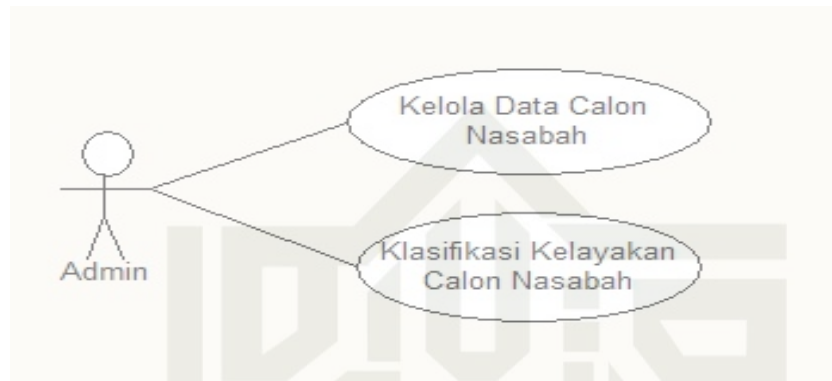 Kelola Data Calon
Nasabah
Admin
Klasifikasi Kelayakan
Calon Nasabah